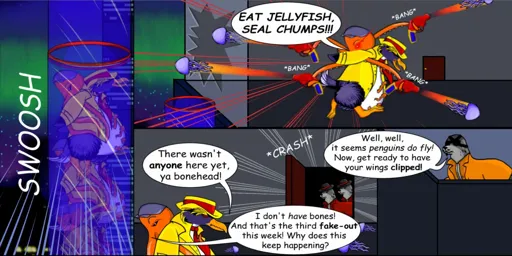 SWOOSH
EAT JELLYFISH,
SEAL CHUMPS!!!
*BANG*
*BANG*
*BANG*
There wasn't
anyone here yet,
ya bonehead!
*CRASH*
I don't have bones!
And that's the third fake-out
this week! Why does this
keep happening?
Well, well,
it seems penguins do fly!
Now, get ready to have
your wings clipped!